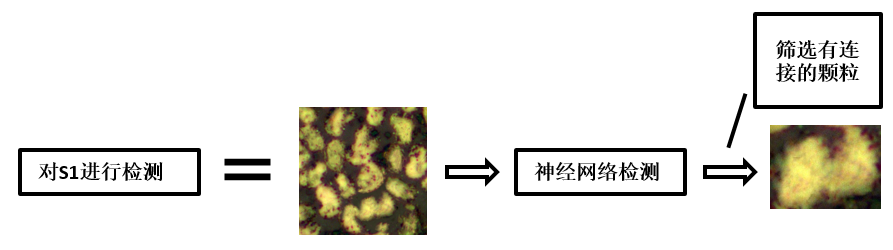 对S1进行检测
神经网络检测
筛选有连
接的颗粒